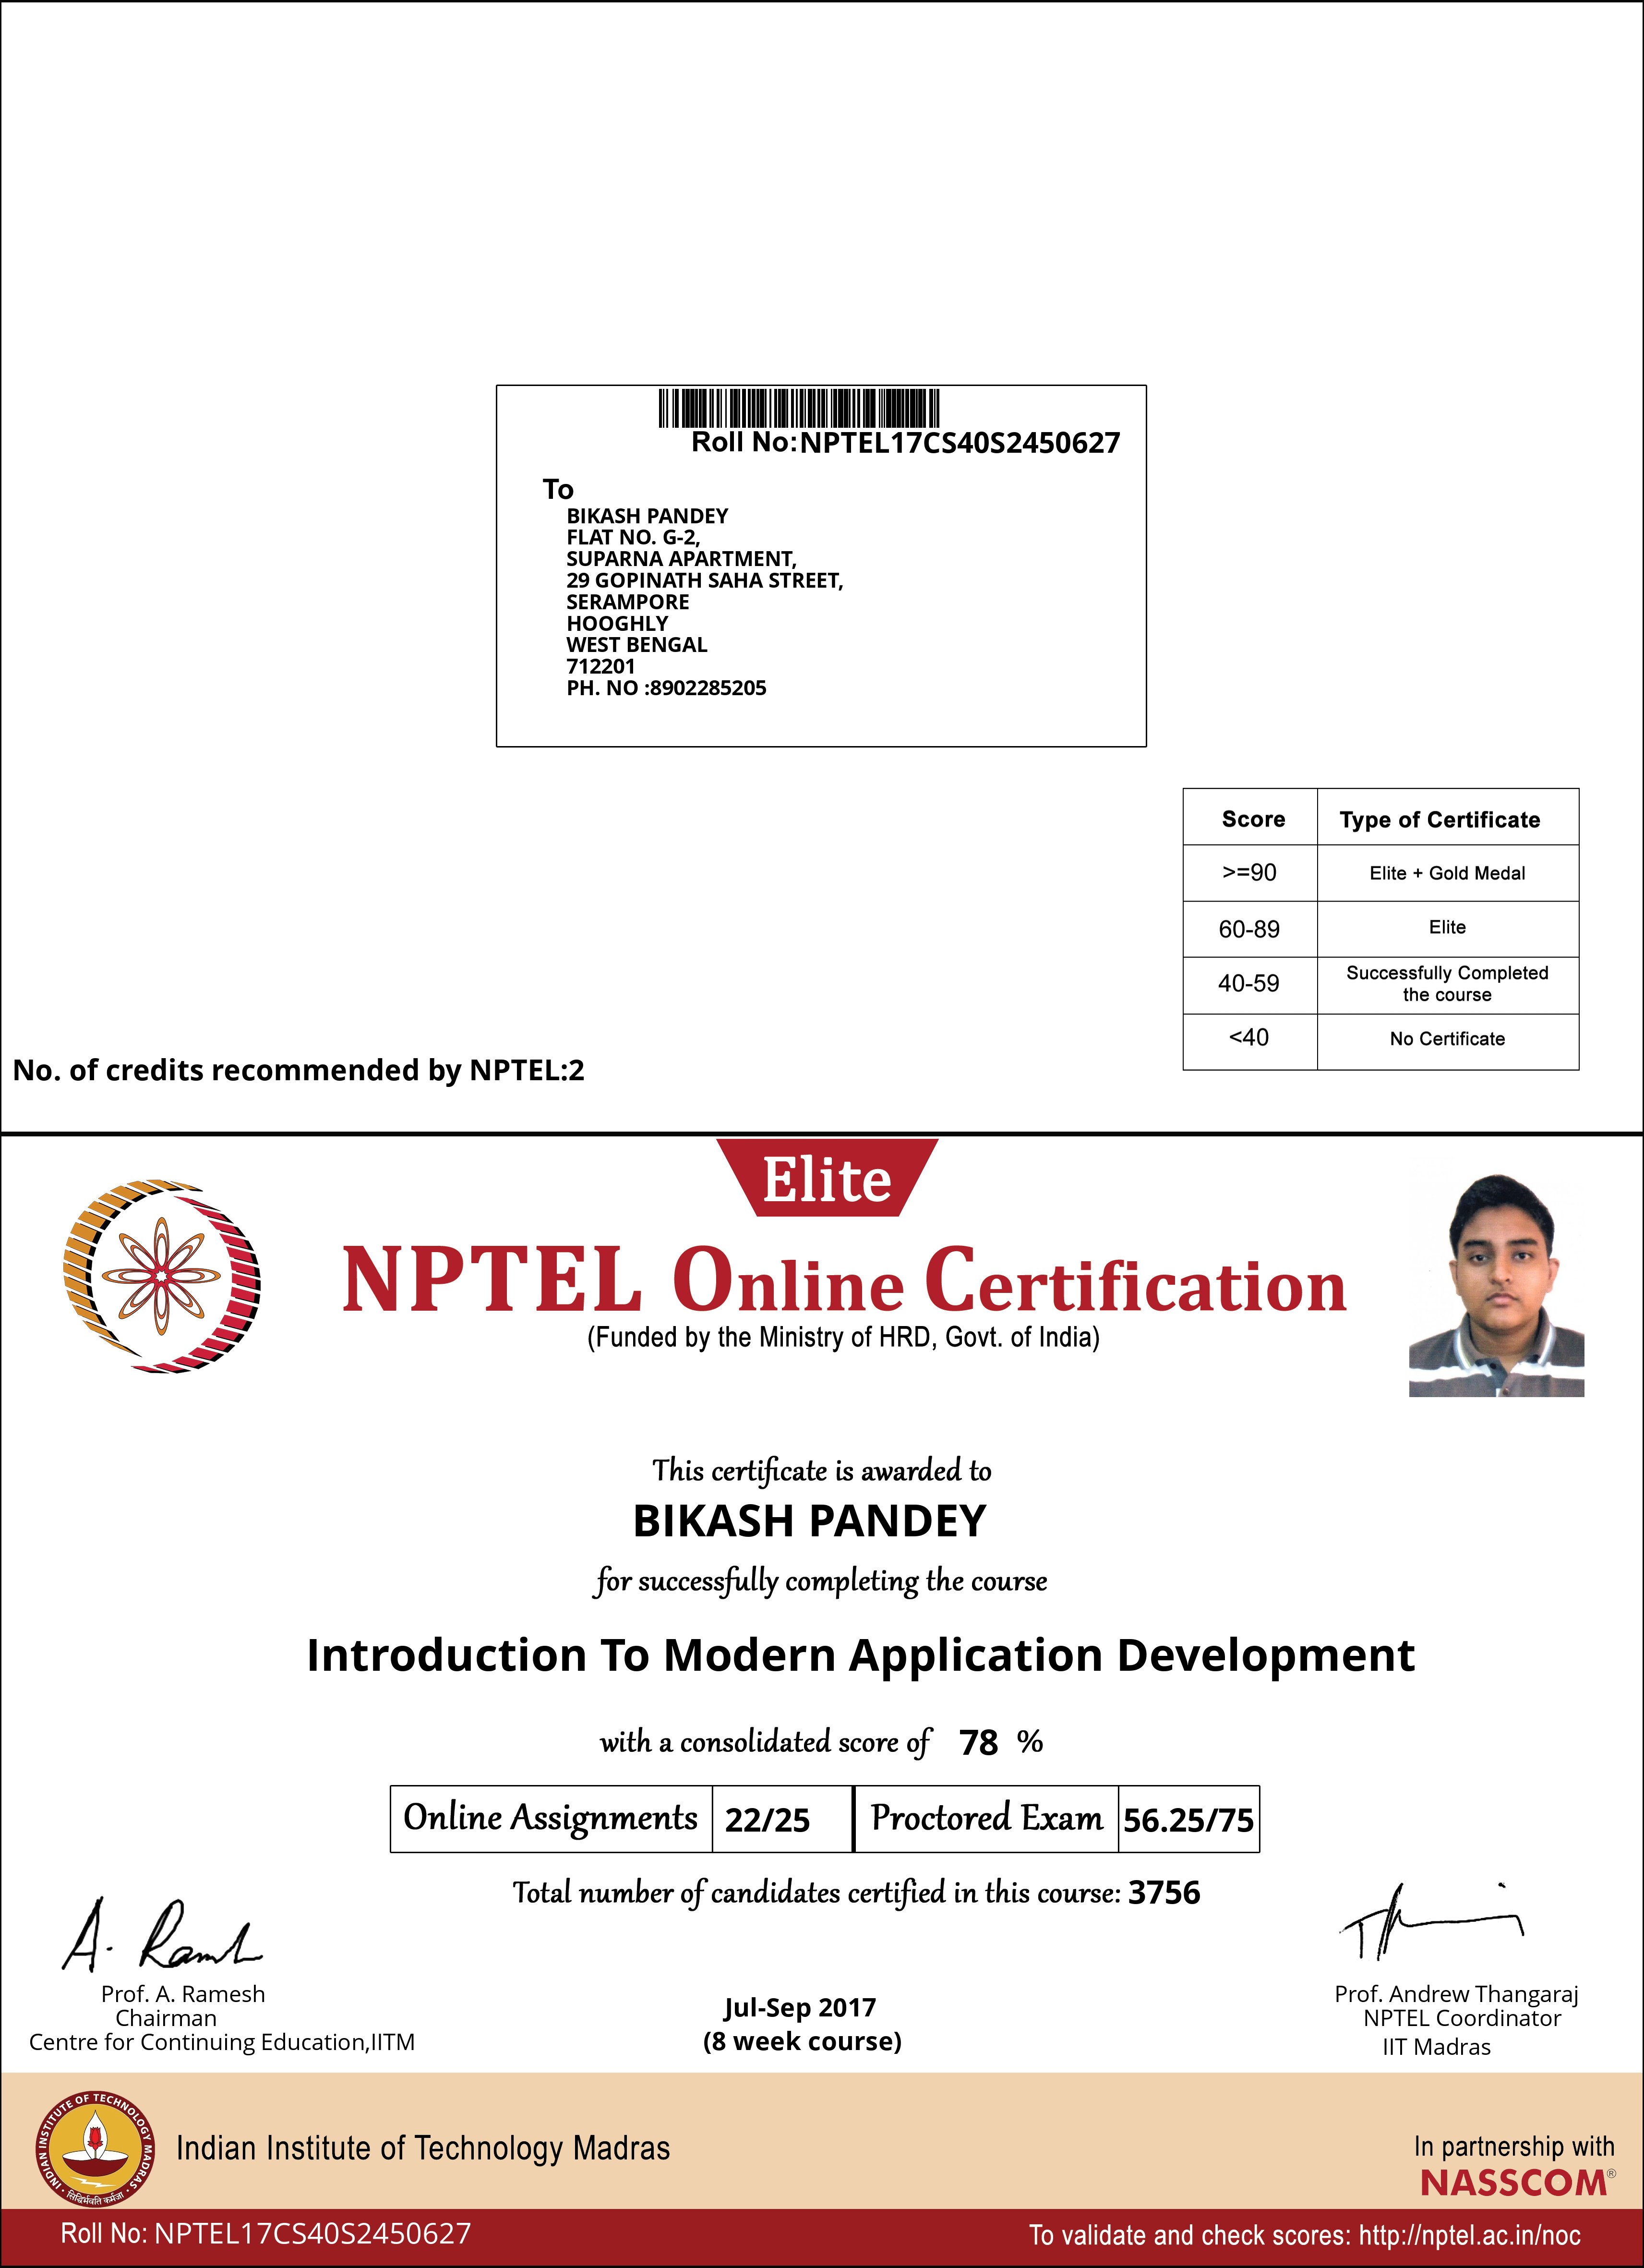 Roll No:NPTEL17CS40S2450627
To
BIKASH PANDEY
FLAT NO. G-2,
SUPARNA APARTMENT,
29 GOPINATH SAHA STREET,
SERAMPORE
HOOGHLY
WEST BENGAL
712201
PH. NO :8902285205
Score Type of Certificate
>=90 Elite + Gold Medal
60-89 Elite
40-59 Successfully Completed
the course
<40 No Certificate
No. of credits recommended by NPTEL:2
Elite
NPTEL Online Certification
(Funded by the Ministry of HRD, Govt. of India)
This certificate is awarded to
BIKASH PANDEY
for successfully completing the course
Introduction To Modern Application Development
with a consolidated score of 78 %
Online Assignments 22/25 Proctored Exam 56.25/75
Total number of candidates certified in this course: 3756
A. Ramesh
Prof. A. Ramesh
Chairman
Centre for Continuing Education,IITM
Jul-Sep 2017
(8 week course)
Prof. Andrew Thangaraj
NPTEL Coordinator
IIT Madras
INDIAN INSTITUTE OF TECHNOLOGY MADRAS
सिद्धिर्भवति कर्मजा
Indian Institute of Technology Madras
In partnership with
NASSCOM®
Roll No: NPTEL17CS40S2450627
To validate and check scores: http://nptel.ac.in/noc